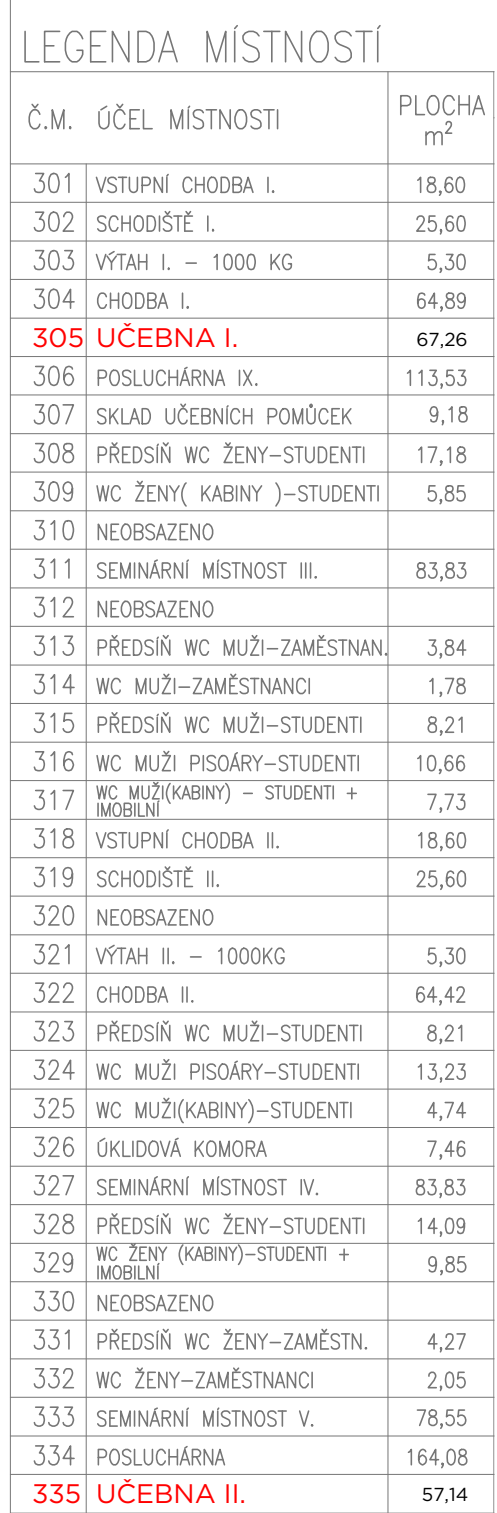 LEGENDA MÍSTNOSTÍ
Č.M. ÚČEL MÍSTNOSTI PLOCHA m²
301 VSTUPNÍ CHODBA I. 18,60
302 SCHODIŠTĚ I. 25,60
303 VÝTAH I. – 1000 KG 5,30
304 CHODBA I. 64,89
305 UČEBNA I. 67,26
306 POSLUCHÁRNA IX. 113,53
307 SKLAD UČEBNÍCH POMŮCEK 9,18
308 PŘEDSÍŇ WC ŽENY–STUDENTI 17,18
309 WC ŽENY( KABINY )–STUDENTI 5,85
310 NEOBSAZENO
311 SEMINÁRNÍ MÍSTNOST III. 83,83
312 NEOBSAZENO
313 PŘEDSÍŇ WC MUŽI–ZAMĚSTNAN. 3,84
314 WC MUŽI–ZAMĚSTNANCI 1,78
315 PŘEDSÍŇ WC MUŽI–STUDENTI 8,21
316 WC MUŽI PISOÁRY–STUDENTI 10,66
317 WC MUŽI(KABINY) – STUDENTI + IMOBILNÍ 7,73
318 VSTUPNÍ CHODBA II. 18,60
319 SCHODIŠTĚ II. 25,60
320 NEOBSAZENO
321 VÝTAH II. – 1000KG 5,30
322 CHODBA II. 64,42
323 PŘEDSÍŇ WC MUŽI–STUDENTI 8,21
324 WC MUŽI PISOÁRY–STUDENTI 13,23
325 WC MUŽI(KABINY)–STUDENTI 4,74
326 ÚKLIDOVÁ KOMORA 7,46
327 SEMINÁRNÍ MÍSTNOST IV. 83,83
328 PŘEDSÍŇ WC ŽENY–STUDENTI 14,09
329 WC ŽENY (KABINY)–STUDENTI + IMOBILNÍ 9,85
330 NEOBSAZENO
331 PŘEDSÍŇ WC ŽENY–ZAMĚSTN. 4,27
332 WC ŽENY–ZAMĚSTNANCI 2,05
333 SEMINÁRNÍ MÍSTNOST V. 78,55
334 POSLUCHÁRNA 164,08
335 UČEBNA II. 57,14